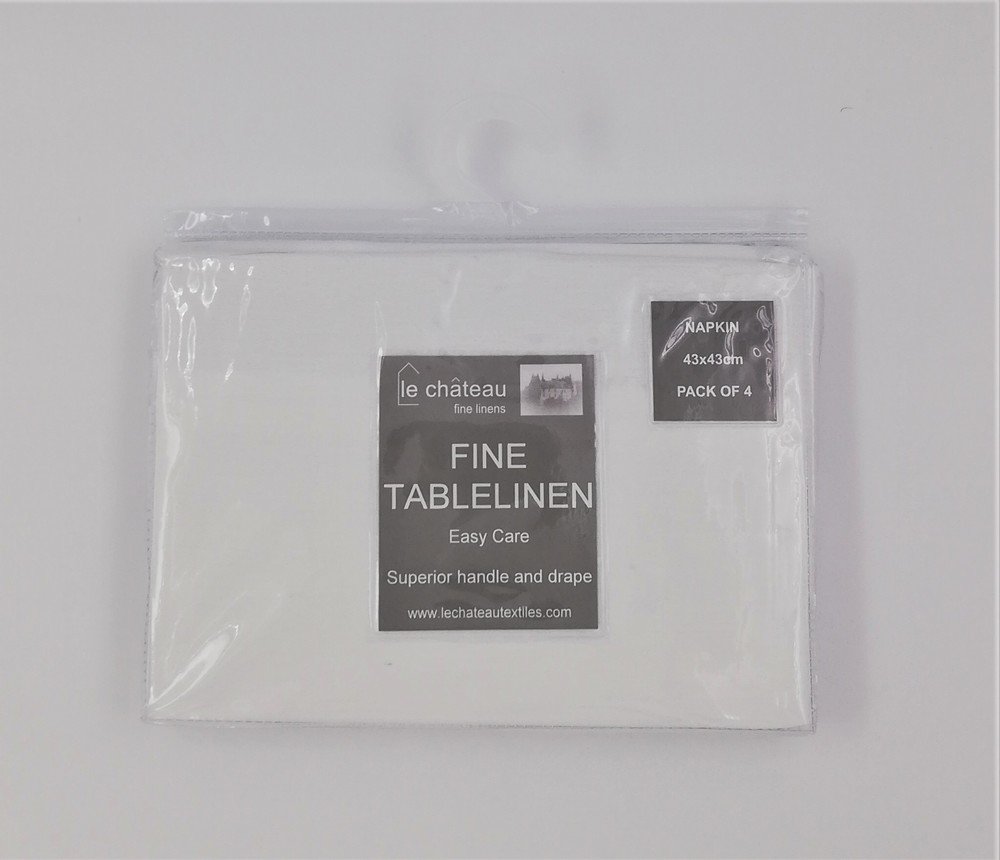 le château
fine linens
FINE
TABLELINEN
Easy Care
Superior handle and drape
www.lechateautextiles.com
NAPKIN
43x43cm
PACK OF 4